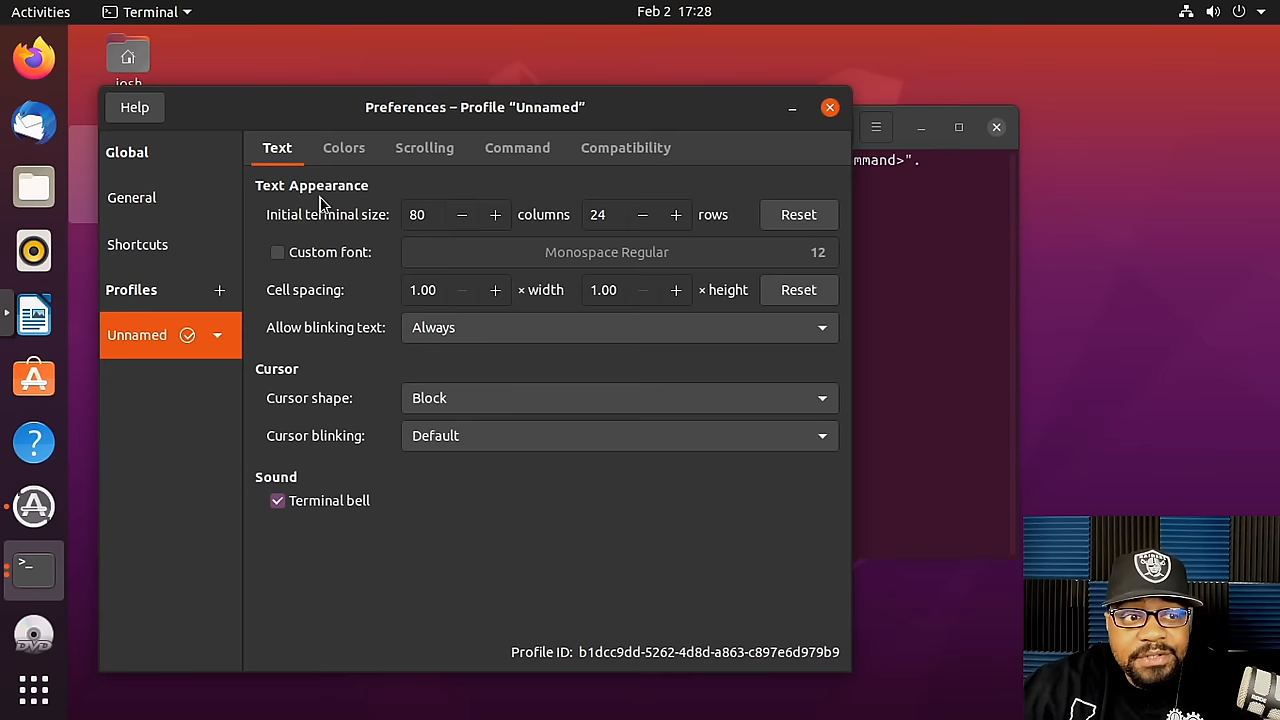 Activities
Terminal
Feb 2 17:28
Help
Preferences – Profile “Unnamed”
Global
General
Shortcuts
Profiles
Unnamed
Text
Colors
Scrolling
Command
Compatibility
Text Appearance
Initial terminal size: 80 columns 24 rows Reset
Custom font: Monospace Regular 12
Cell spacing: 1.00 × width 1.00 × height Reset
Allow blinking text: Always
Cursor
Cursor shape: Block
Cursor blinking: Default
Sound
Terminal bell
Profile ID: b1dcc9dd-5262-4d8d-a863-c897e6d979b9
mmand>".
DVD
RAIDERS